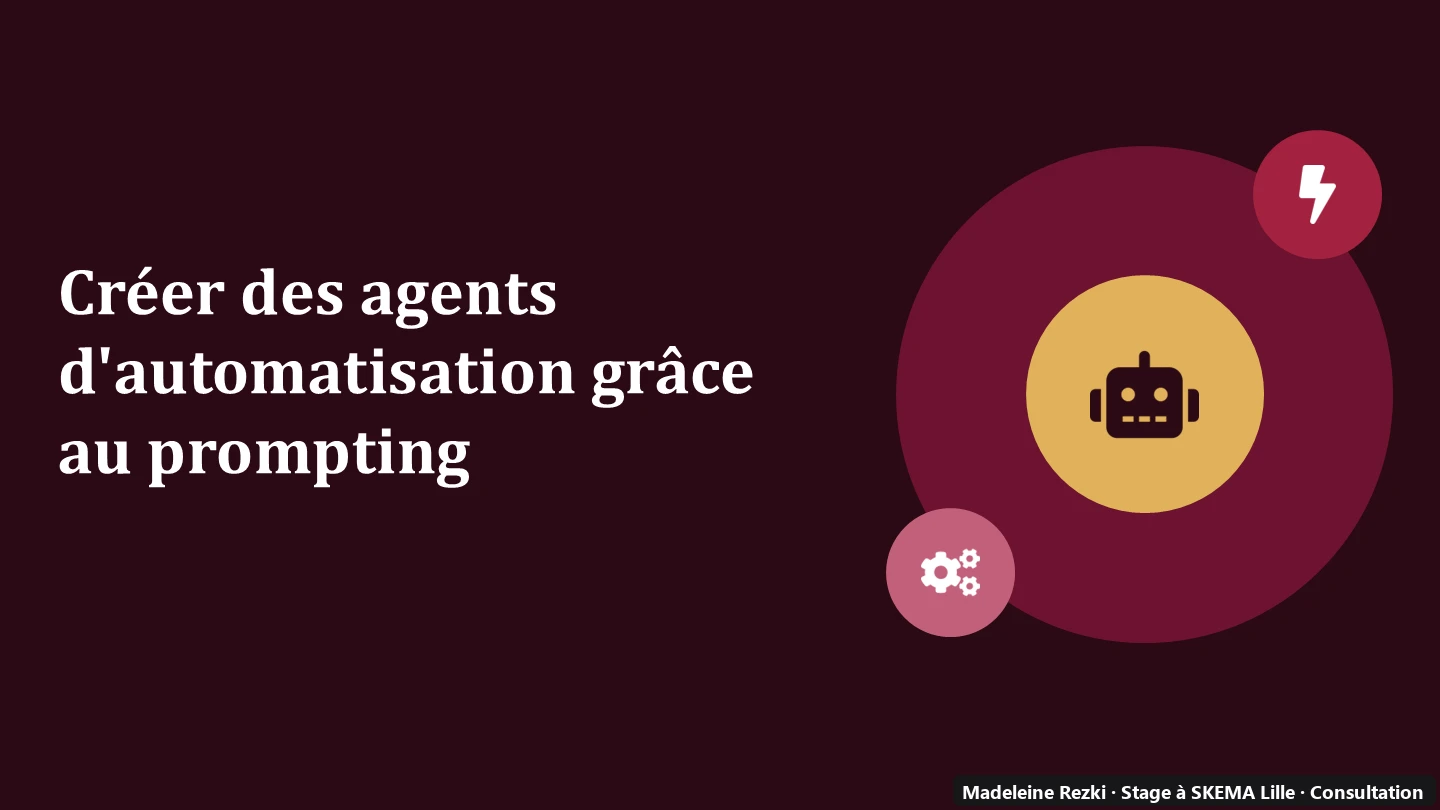 Créer des agents
d'automatisation grâce
au prompting
Madeleine Rezki · Stage à SKEMA Lille · Consultation